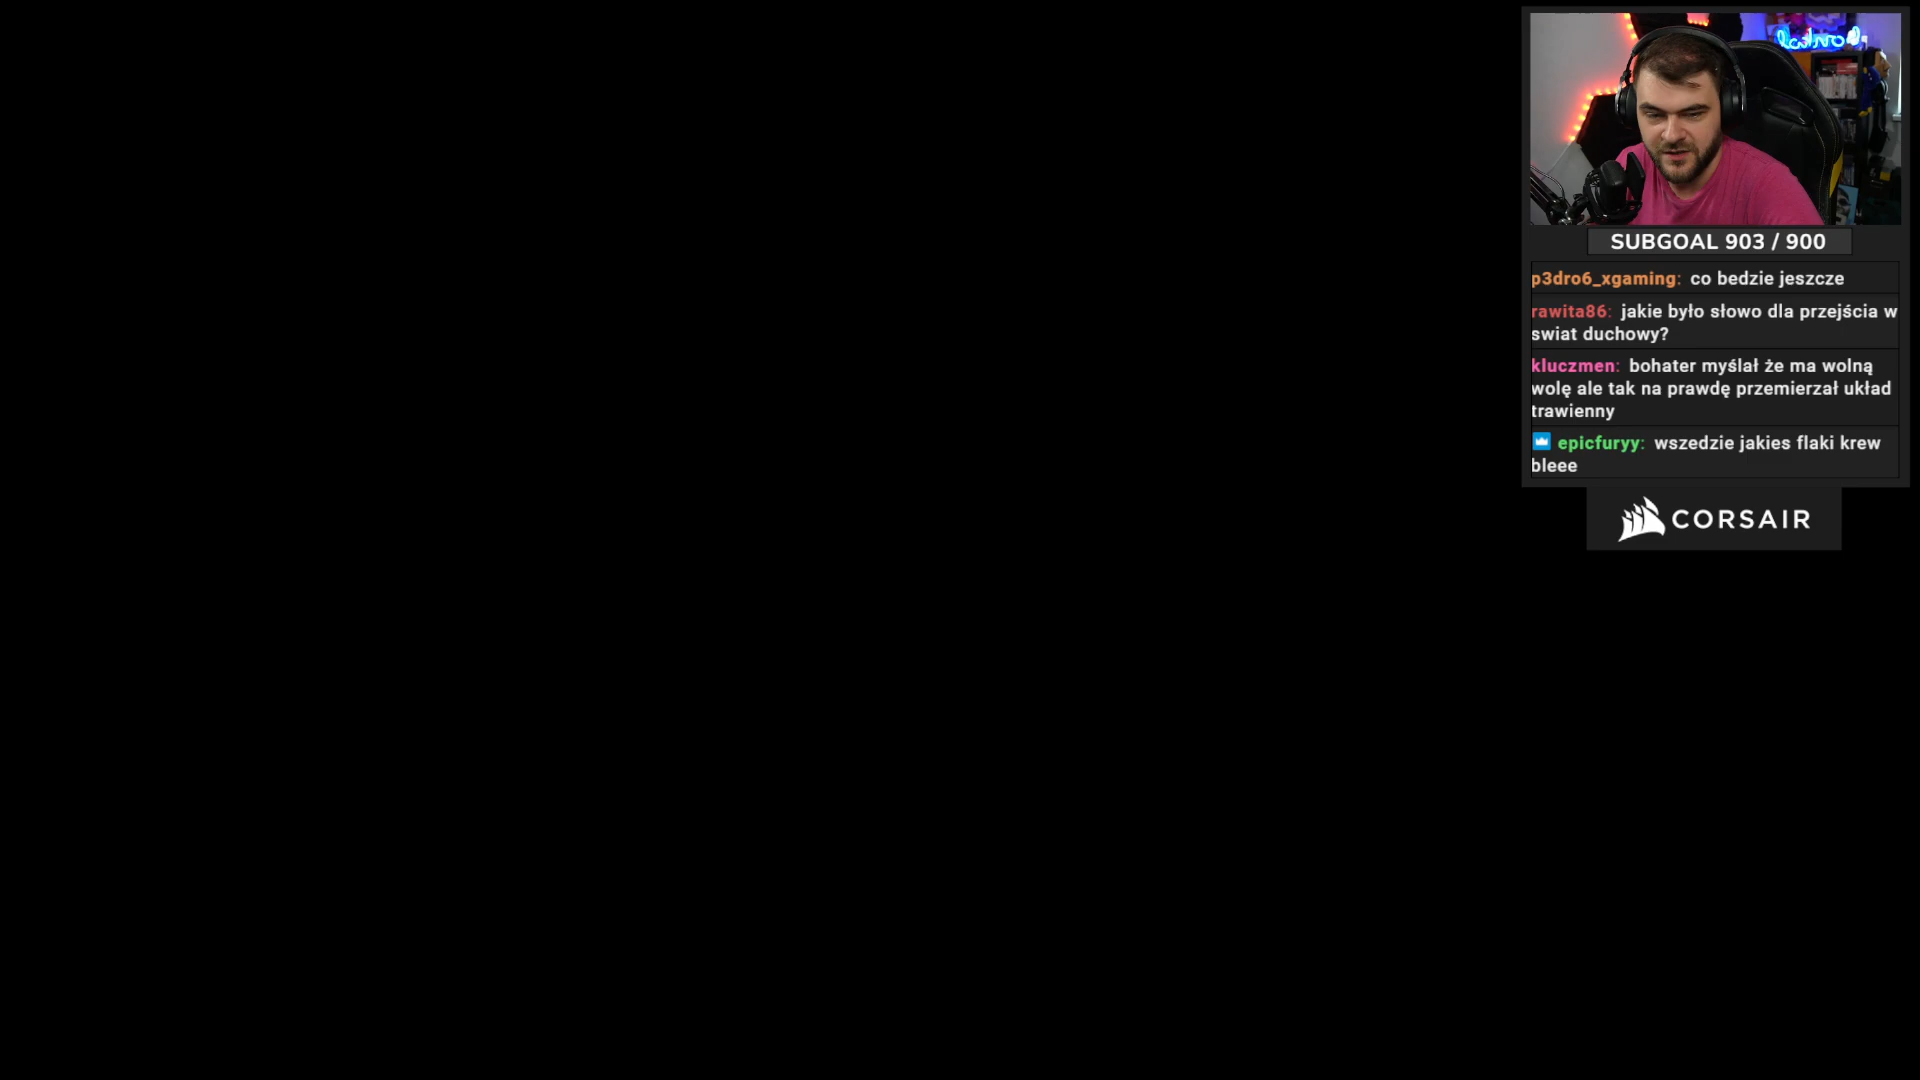 SUBGOAL 903 / 900
p3dro6_xgaming: co bedzie jeszcze
rawita86: jakie było słowo dla przejścia w
swiat duchowy?
kluczmen: bohater myślał że ma wolną
wolę ale tak na prawdę przemierzał układ
trawienny
epicfuryy: wszedzie jakies flaki krew
bleee
CORSAIR